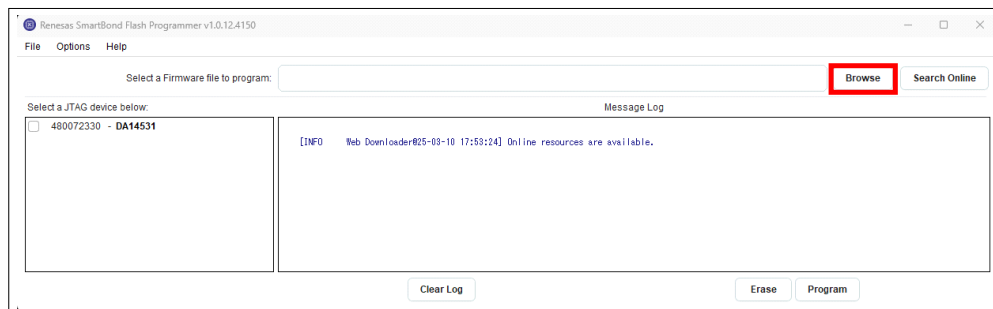 Renesas SmartBond Flash Programmer v1.0.12.4150
File Options Help
Select a Firmware file to program: Browse Search Online
Select a JTAG device below: Message Log
480072330 - DA14531
[INFO Web Downloader@25-03-10 17:53:24] Online resources are available.
Clear Log Erase Program